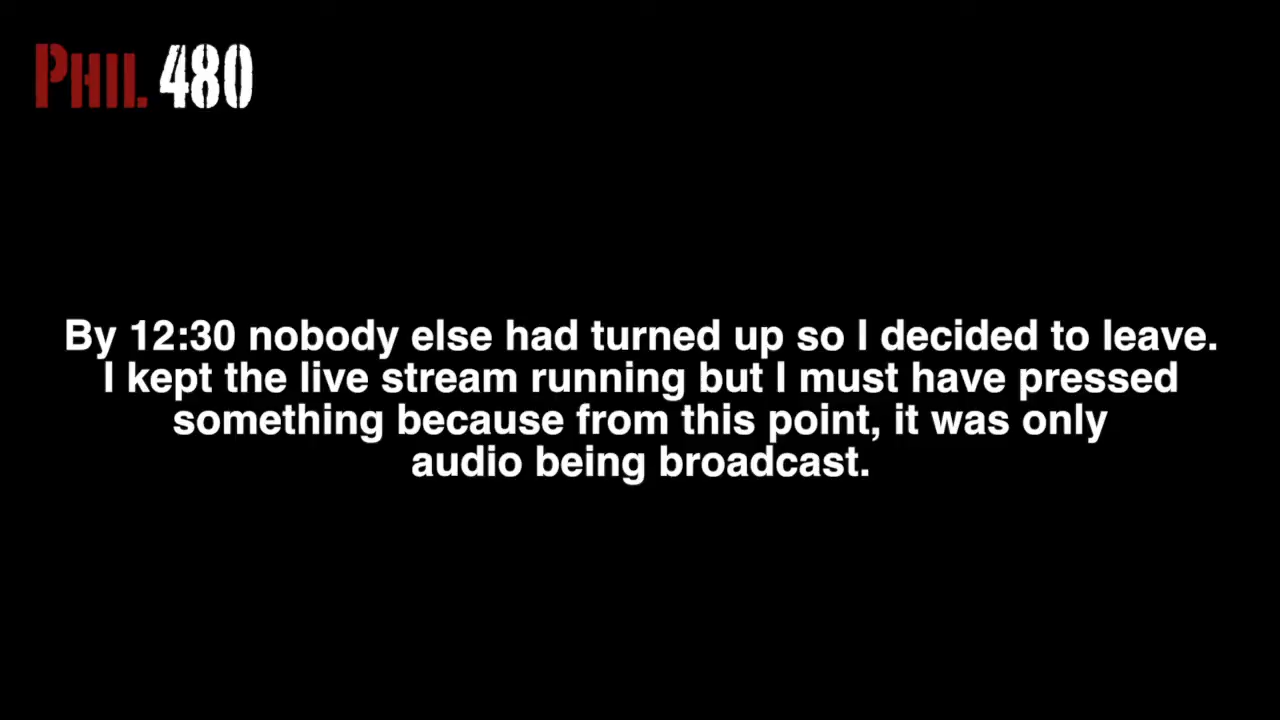 PHIL 480
By 12:30 nobody else had turned up so I decided to leave.
I kept the live stream running but I must have pressed
something because from this point, it was only
audio being broadcast.